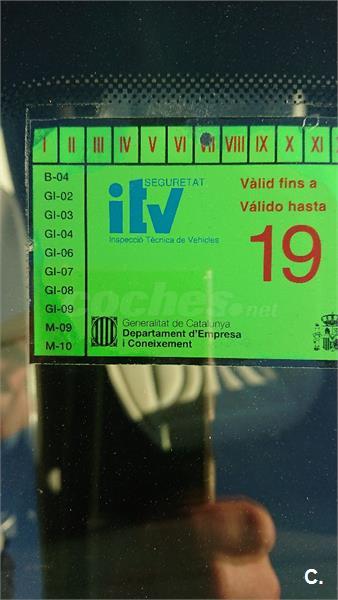 I II III IV V VI VII VIII IX X XI
B-04
GI-02
GI-03
GI-04
GI-06
GI-07
GI-08
GI-09
M-09
M-10
SEGURETAT
itv
Inspecció Tècnica de Vehicles
Vàlid fins a
Válido hasta
19
coches.net
Generalitat de Catalunya
Departament d'Empresa
i Coneixement
C.